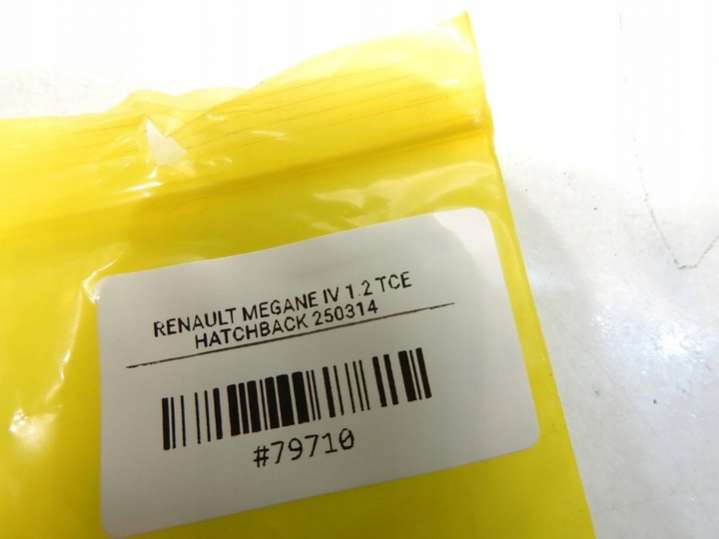 RENAULT MEGANE IV 1.2 TCE
HATCHBACK 250314
#79710